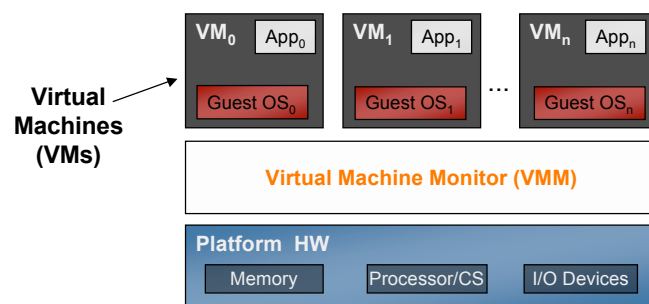 VM0 App0 VM1 App1 VMn Appn
Guest OS0 Guest OS1 ... Guest OSn
Virtual
Machines
(VMs)
Virtual Machine Monitor (VMM)
Platform HW
Memory Processor/CS I/O Devices